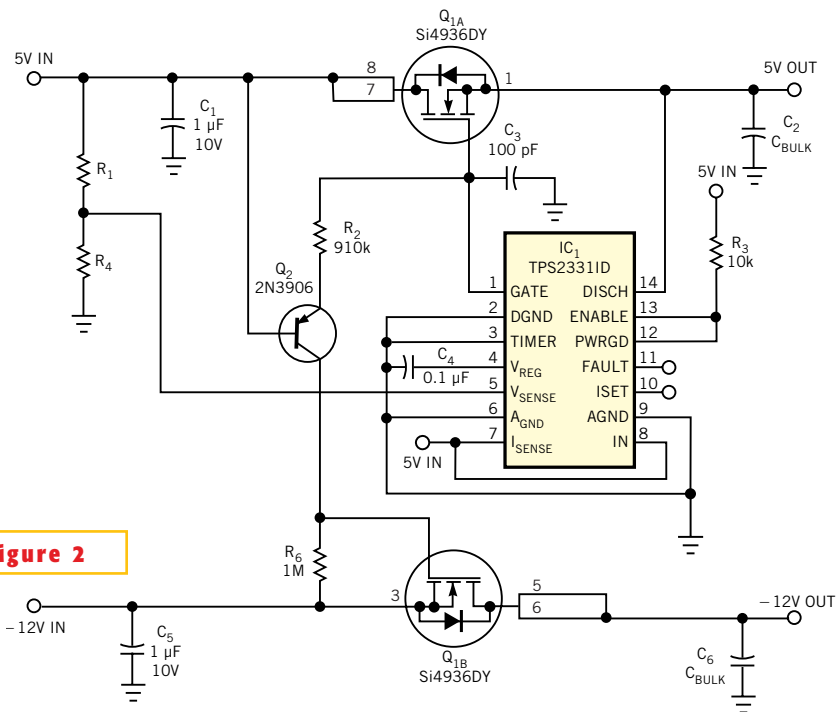 Q1A
Si4936DY
5V IN
8
7
1
5V OUT
C1
1 µF
10V
C3
100 pF
C2
CBULK
5V IN
R1
R2
910k
R3
10k
IC1
TPS2331ID
R4
Q2
2N3906
1 GATE DISCH 14
2 DGND ENABLE 13
3 TIMER PWRGD 12
C4
0.1 µF
4 VREG FAULT 11
5 VSENSE ISET 10
6 AGND AGND 9
7 ISENSE IN 8
5V IN
igure 2
R6
1M
3
5
6
−12V IN
−12V OUT
C5
1 µF
10V
Q1B
Si4936DY
C6
CBULK